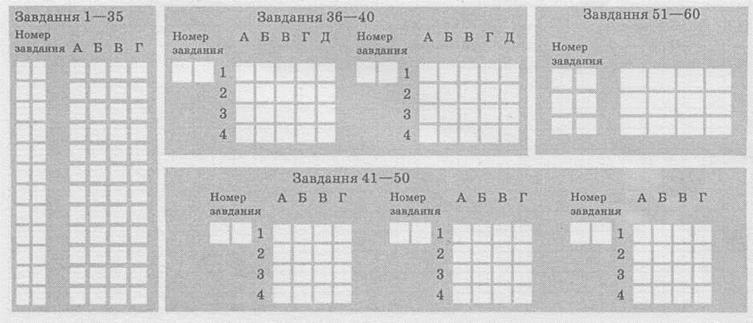 Завдання 1—35
Номер
завдання А Б В Г
Завдання 36—40
Номер
завдання
А Б В Г Д
1
2
3
4
Номер
завдання
А Б В Г Д
1
2
3
4
Завдання 51—60
Номер
завдання
Завдання 41—50
Номер
завдання
А Б В Г
1
2
3
4
Номер
завдання
А Б В Г
1
2
3
4
Номер
завдання
А Б В Г
1
2
3
4